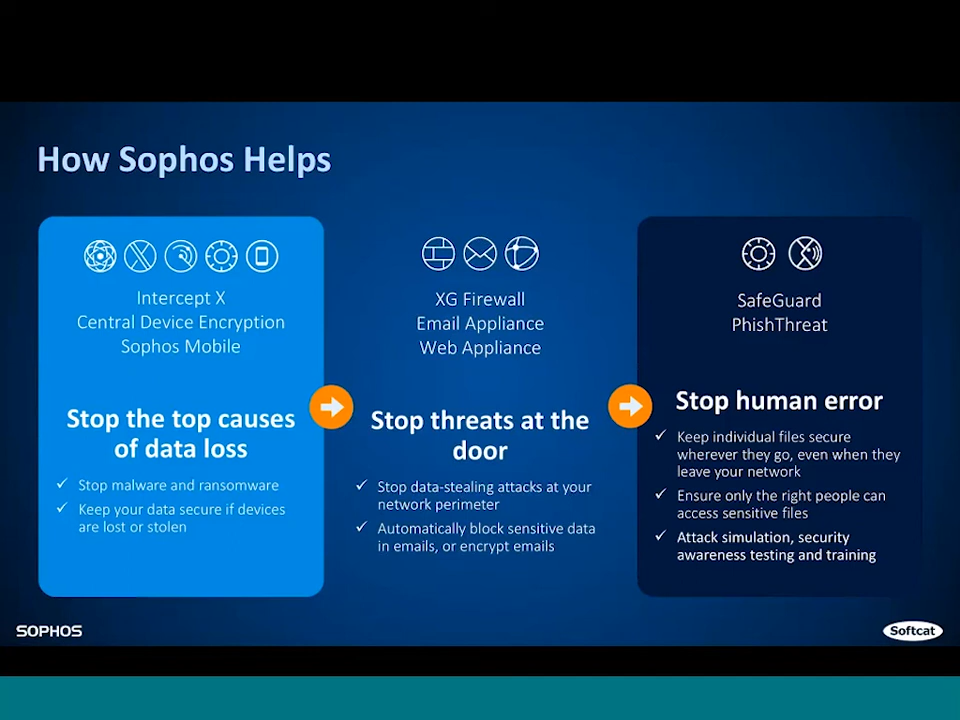 How Sophos Helps
Intercept X
Central Device Encryption
Sophos Mobile
Stop the top causes
of data loss
✓ Stop malware and ransomware
✓ Keep your data secure if devices
are lost or stolen
XG Firewall
Email Appliance
Web Appliance
Stop threats at the
door
✓ Stop data-stealing attacks at your
network perimeter
✓ Automatically block sensitive data
in emails, or encrypt emails
SafeGuard
PhishThreat
Stop human error
✓ Keep individual files secure
wherever they go, even when they
leave your network
✓ Ensure only the right people can
access sensitive files
✓ Attack simulation, security
awareness testing and training
SOPHOS
Softcat